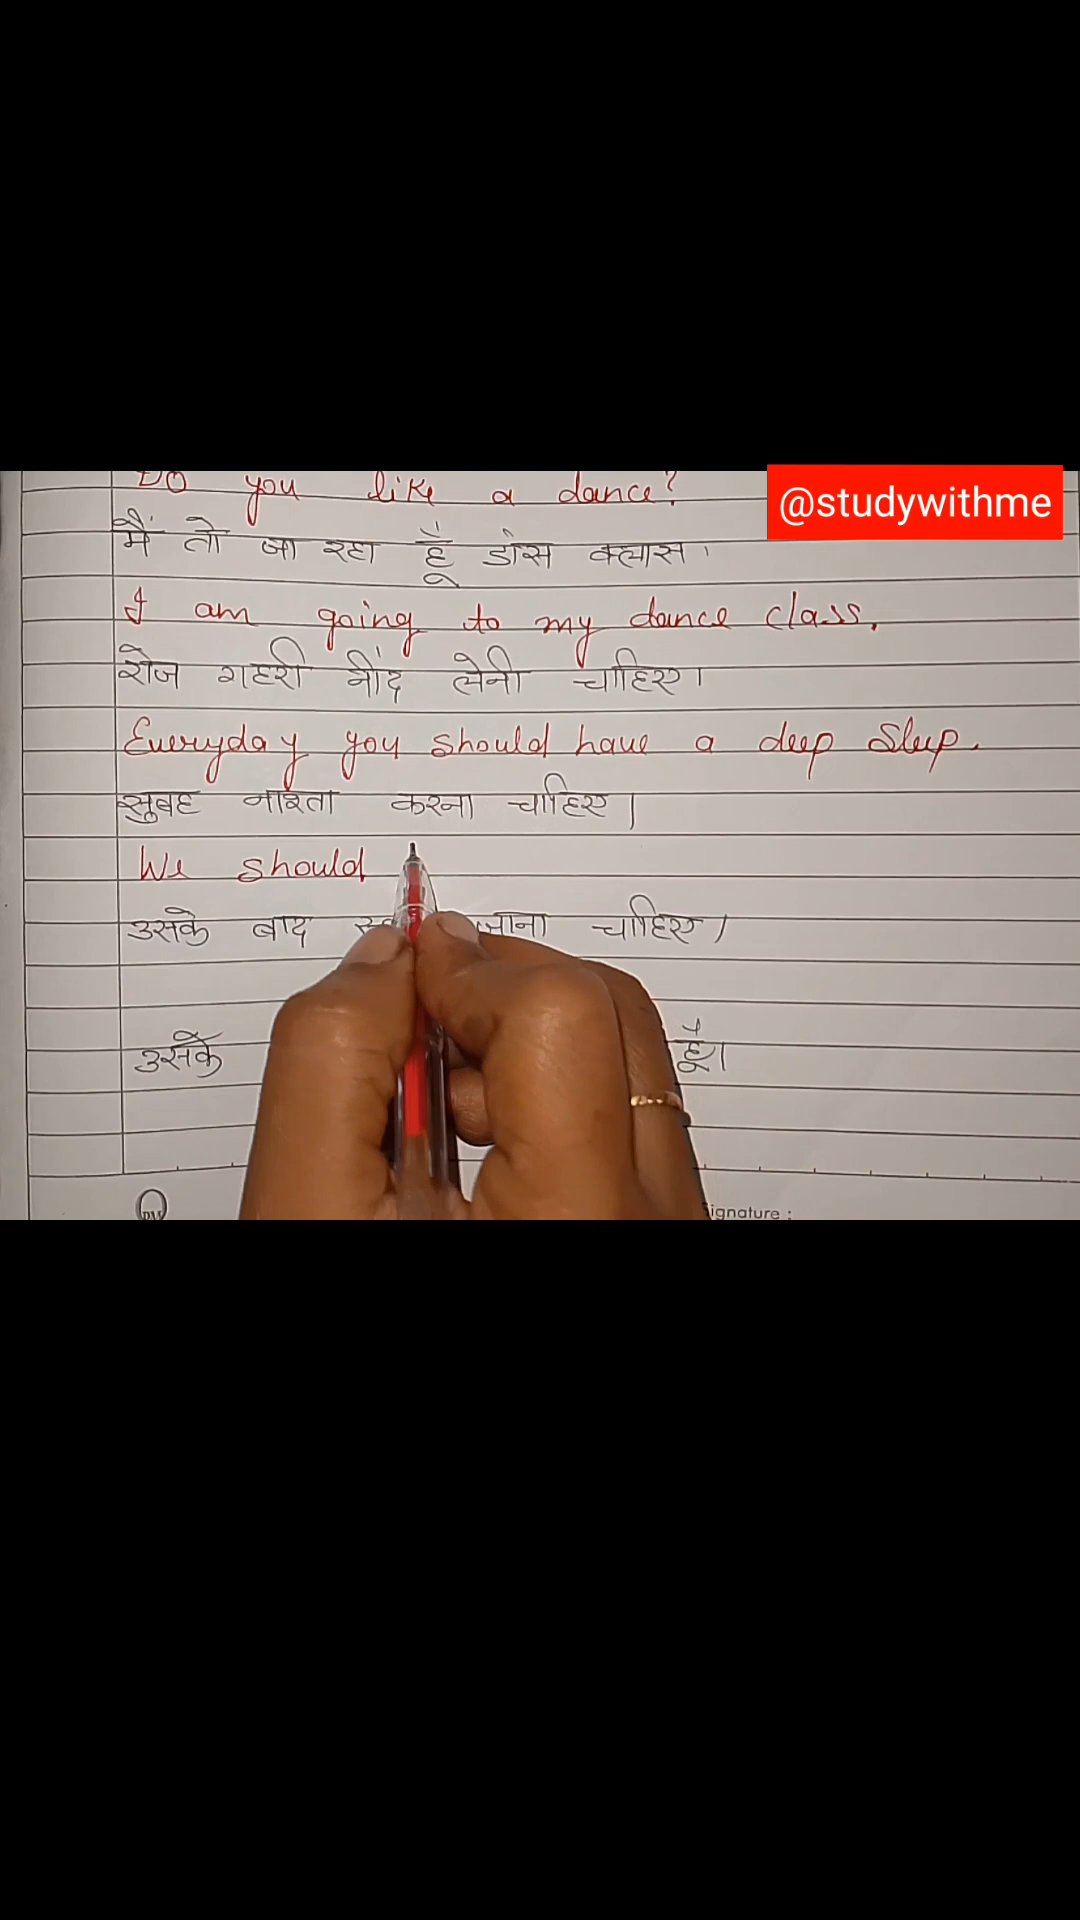 Do you like a dance?
@studywithme
मैं तो जा रहा हूँ डांस क्लास।
I am going to my dance class.
रोज गहरी नींद लेनी चाहिए।
Everyday you should have a deep sleep.
सुबह नाश्ता करना चाहिए।
We should
उसके बाद जाना चाहिए।
उसके हूँ।
ignature :